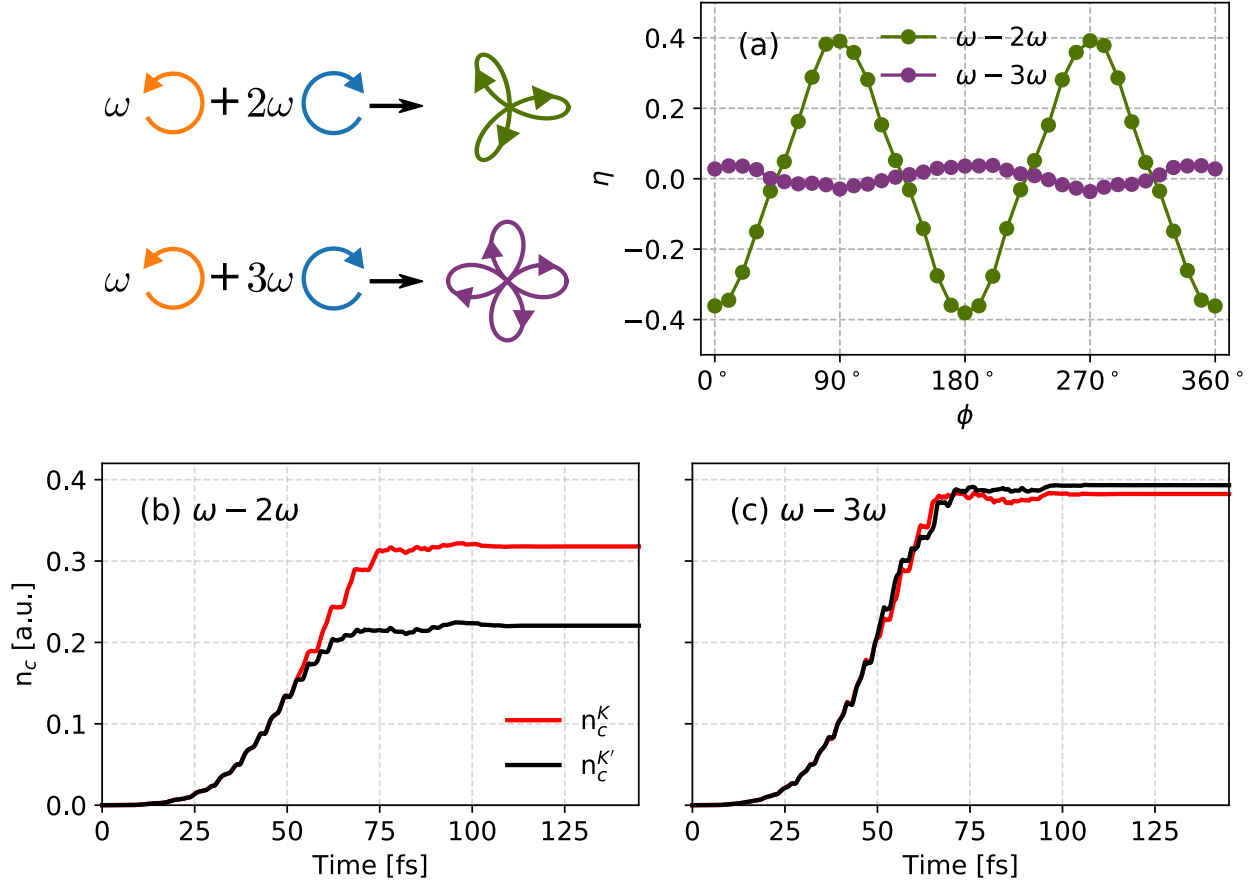 ω + 2ω
ω + 3ω
(a)
ω − 2ω
ω − 3ω
η
0.4
0.2
0.0
−0.2
−0.4
0° 90° 180° 270° 360°
ϕ
(b) ω − 2ω
n_c [a.u.]
0.4
0.3
0.2
0.1
0.0
n_c^K
n_c^{K′}
0 25 50 75 100 125
Time [fs]
(c) ω − 3ω
0 25 50 75 100 125
Time [fs]